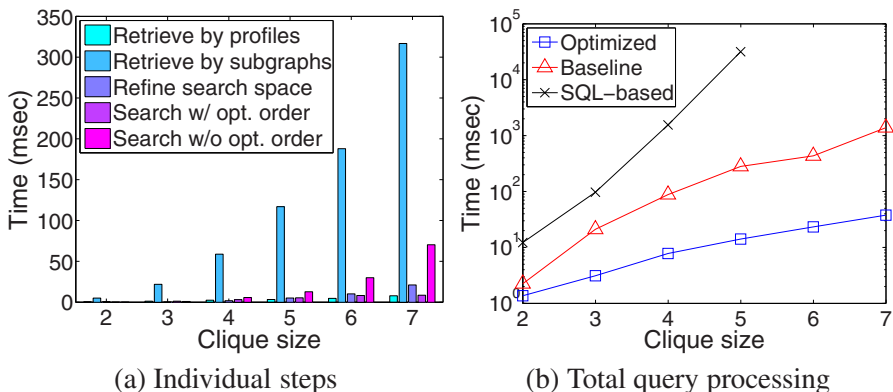 350
300
250
200
150
100
50
0
Time (msec)
Retrieve by profiles
Retrieve by subgraphs
Refine search space
Search w/ opt. order
Search w/o opt. order
2 3 4 5 6 7
Clique size
(a) Individual steps
10^5
10^4
10^3
10^2
10^1
10^0
Time (msec)
Optimized
Baseline
SQL-based
2 3 4 5 6 7
Clique size
(b) Total query processing